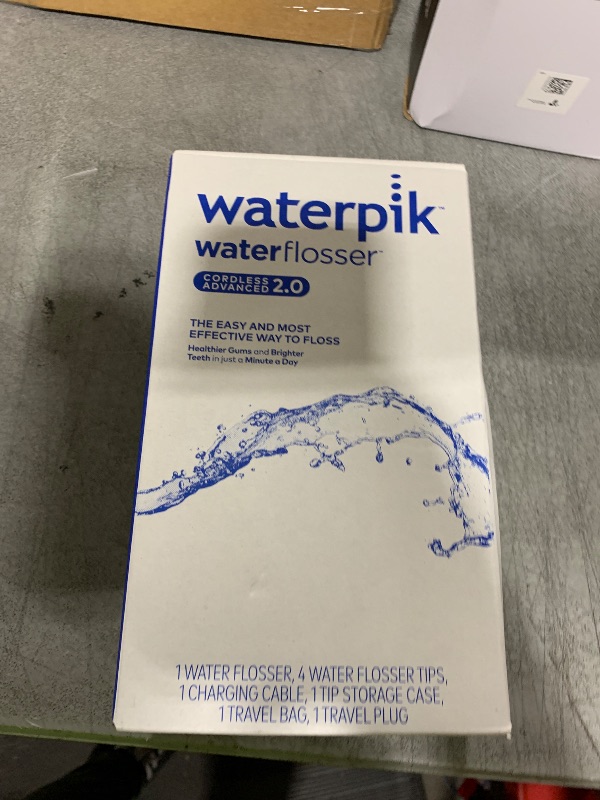 waterpik™
waterflosser™
CORDLESS
ADVANCED 2.0
THE EASY AND MOST
EFFECTIVE WAY TO FLOSS
Healthier Gums and Brighter
Teeth in just a Minute a Day
1 WATER FLOSSER, 4 WATER FLOSSER TIPS,
1 CHARGING CABLE, 1 TIP STORAGE CASE,
1 TRAVEL BAG, 1 TRAVEL PLUG